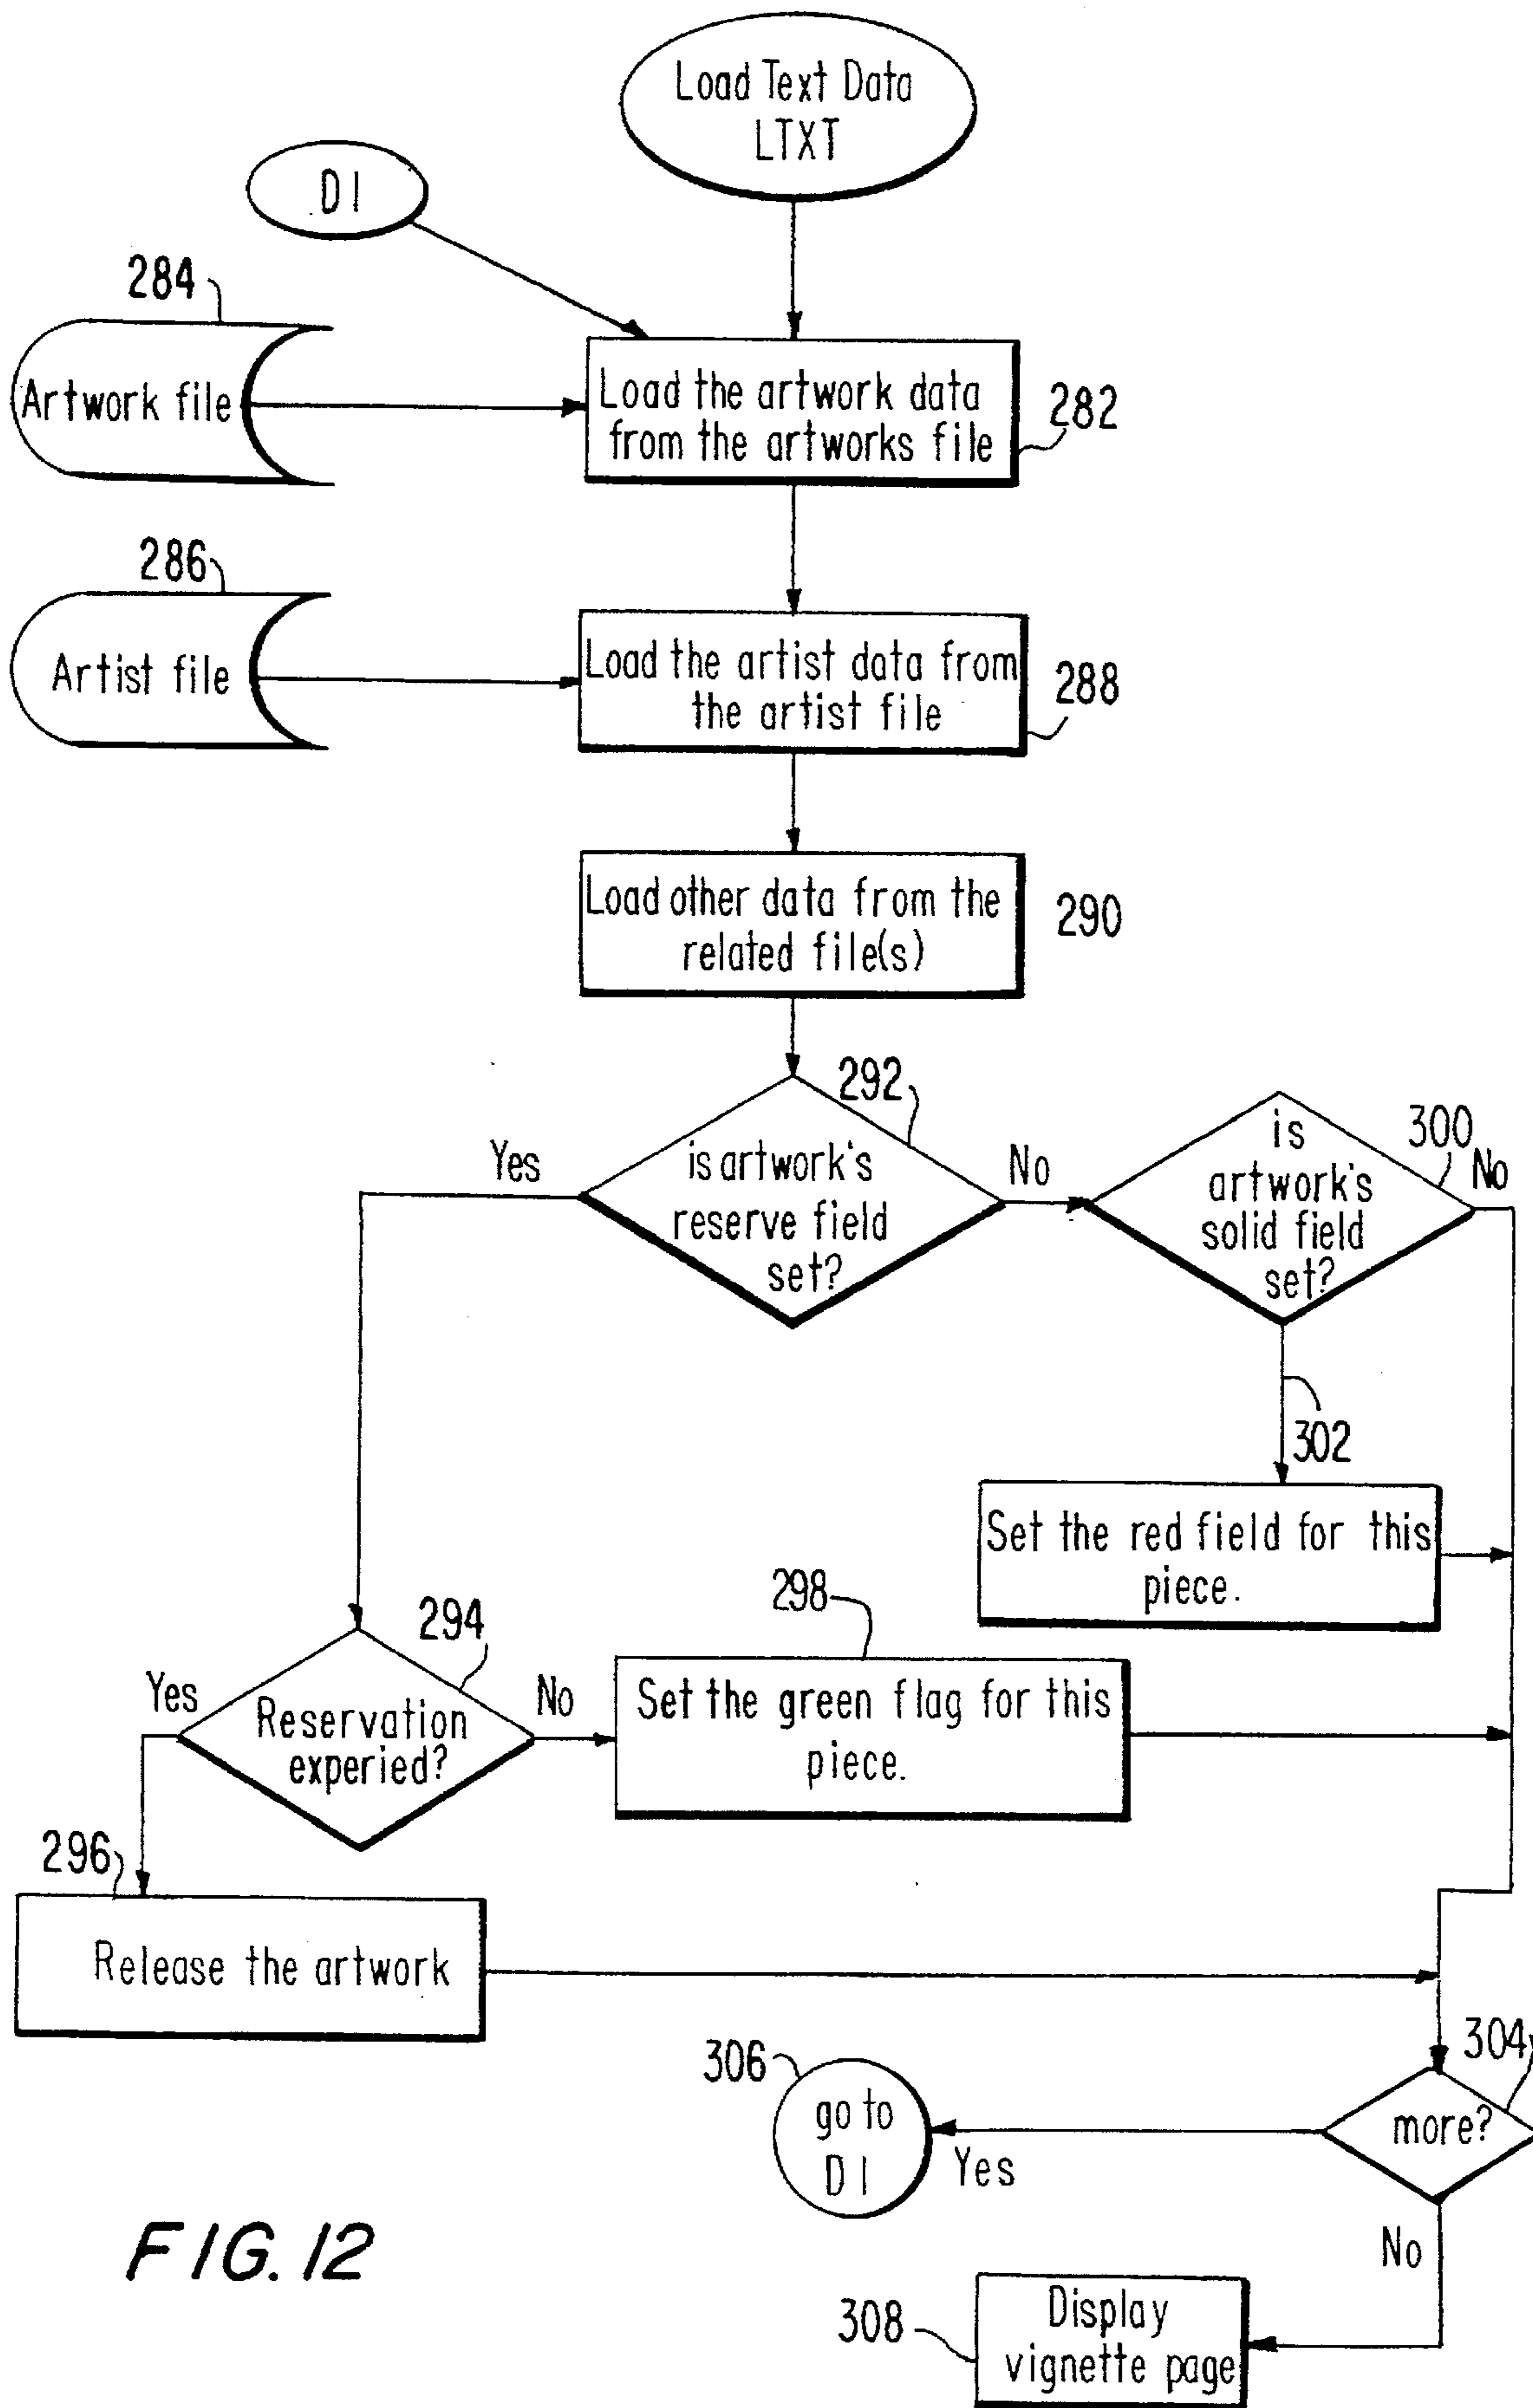 Load Text Data
LTXT
D1
284
Artwork file
Load the artwork data
from the artworks file
282
286
Artist file
Load the artist data from
the artist file
288
Load other data from the
related file(s)
290
292
Yes
is artwork's
reserve field
set?
No
is
artwork's
solid field
set?
300
No
302
Set the red field for this
piece.
294
Yes
Reservation
experied?
No
298
Set the green flag for this
piece.
296
Release the artwork
304
more?
306
go to
D1
Yes
No
308
Display
vignette page
FIG. 12